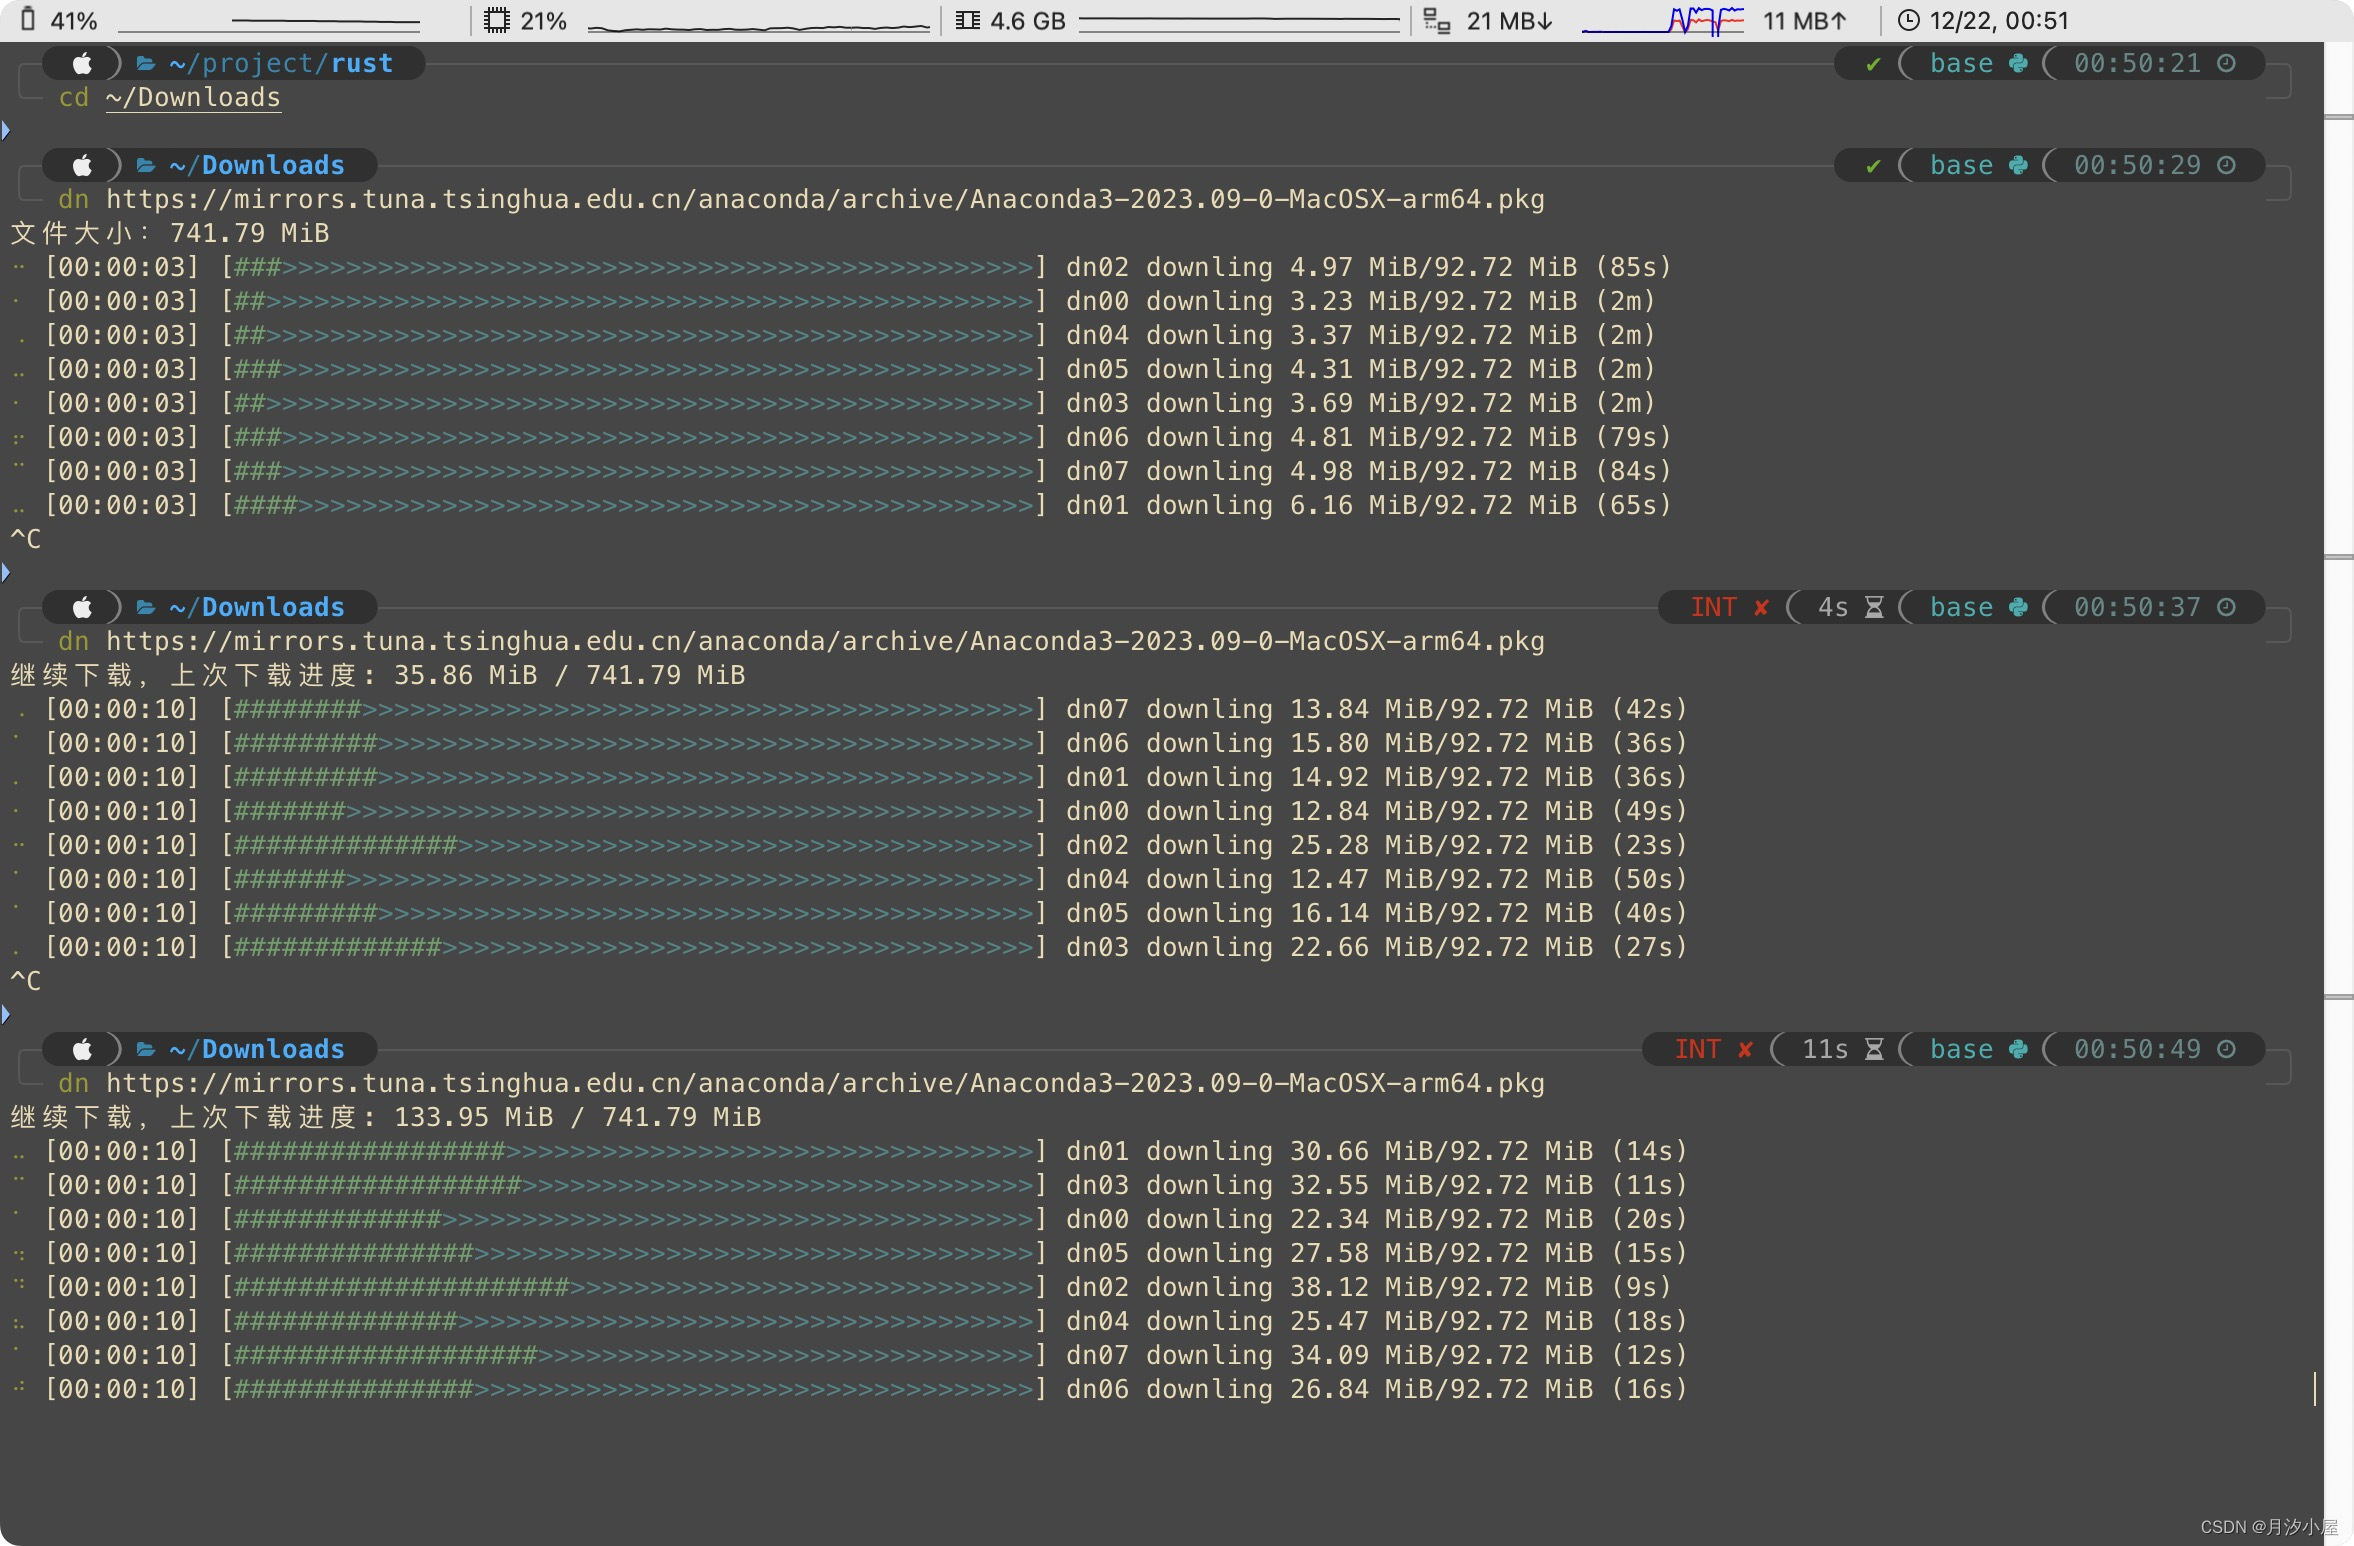 41% 21% 4.6 GB 21 MB↓ 11 MB↑ 12/22, 00:51
~/project/rust ✔ base 00:50:21
cd ~/Downloads
~/Downloads ✔ base 00:50:29
dn https://mirrors.tuna.tsinghua.edu.cn/anaconda/archive/Anaconda3-2023.09-0-MacOSX-arm64.pkg
文件大小: 741.79 MiB
[00:00:03] [###>>>>>>>>>>>>>>>>>>>>>>>>>>>>>>>>>>>>>>>>>>>>>>>] dn02 downling 4.97 MiB/92.72 MiB (85s)
[00:00:03] [##>>>>>>>>>>>>>>>>>>>>>>>>>>>>>>>>>>>>>>>>>>>>>>>>] dn00 downling 3.23 MiB/92.72 MiB (2m)
[00:00:03] [##>>>>>>>>>>>>>>>>>>>>>>>>>>>>>>>>>>>>>>>>>>>>>>>>] dn04 downling 3.37 MiB/92.72 MiB (2m)
[00:00:03] [###>>>>>>>>>>>>>>>>>>>>>>>>>>>>>>>>>>>>>>>>>>>>>>>] dn05 downling 4.31 MiB/92.72 MiB (2m)
[00:00:03] [##>>>>>>>>>>>>>>>>>>>>>>>>>>>>>>>>>>>>>>>>>>>>>>>>] dn03 downling 3.69 MiB/92.72 MiB (2m)
[00:00:03] [###>>>>>>>>>>>>>>>>>>>>>>>>>>>>>>>>>>>>>>>>>>>>>>>] dn06 downling 4.81 MiB/92.72 MiB (79s)
[00:00:03] [###>>>>>>>>>>>>>>>>>>>>>>>>>>>>>>>>>>>>>>>>>>>>>>>] dn07 downling 4.98 MiB/92.72 MiB (84s)
[00:00:03] [####>>>>>>>>>>>>>>>>>>>>>>>>>>>>>>>>>>>>>>>>>>>>>>] dn01 downling 6.16 MiB/92.72 MiB (65s)
^C
~/Downloads INT ✘ 4s base 00:50:37
dn https://mirrors.tuna.tsinghua.edu.cn/anaconda/archive/Anaconda3-2023.09-0-MacOSX-arm64.pkg
继续下载, 上次下载进度: 35.86 MiB / 741.79 MiB
[00:00:10] [########>>>>>>>>>>>>>>>>>>>>>>>>>>>>>>>>>>>>>>>>>>] dn07 downling 13.84 MiB/92.72 MiB (42s)
[00:00:10] [#########>>>>>>>>>>>>>>>>>>>>>>>>>>>>>>>>>>>>>>>>>] dn06 downling 15.80 MiB/92.72 MiB (36s)
[00:00:10] [#########>>>>>>>>>>>>>>>>>>>>>>>>>>>>>>>>>>>>>>>>>] dn01 downling 14.92 MiB/92.72 MiB (36s)
[00:00:10] [#######>>>>>>>>>>>>>>>>>>>>>>>>>>>>>>>>>>>>>>>>>>>] dn00 downling 12.84 MiB/92.72 MiB (49s)
[00:00:10] [##############>>>>>>>>>>>>>>>>>>>>>>>>>>>>>>>>>>>>] dn02 downling 25.28 MiB/92.72 MiB (23s)
[00:00:10] [#######>>>>>>>>>>>>>>>>>>>>>>>>>>>>>>>>>>>>>>>>>>>] dn04 downling 12.47 MiB/92.72 MiB (50s)
[00:00:10] [#########>>>>>>>>>>>>>>>>>>>>>>>>>>>>>>>>>>>>>>>>>] dn05 downling 16.14 MiB/92.72 MiB (40s)
[00:00:10] [#############>>>>>>>>>>>>>>>>>>>>>>>>>>>>>>>>>>>>>] dn03 downling 22.66 MiB/92.72 MiB (27s)
^C
~/Downloads INT ✘ 11s base 00:50:49
dn https://mirrors.tuna.tsinghua.edu.cn/anaconda/archive/Anaconda3-2023.09-0-MacOSX-arm64.pkg
继续下载, 上次下载进度: 133.95 MiB / 741.79 MiB
[00:00:10] [#################>>>>>>>>>>>>>>>>>>>>>>>>>>>>>>>>>] dn01 downling 30.66 MiB/92.72 MiB (14s)
[00:00:10] [##################>>>>>>>>>>>>>>>>>>>>>>>>>>>>>>>>] dn03 downling 32.55 MiB/92.72 MiB (11s)
[00:00:10] [#############>>>>>>>>>>>>>>>>>>>>>>>>>>>>>>>>>>>>>] dn00 downling 22.34 MiB/92.72 MiB (20s)
[00:00:10] [###############>>>>>>>>>>>>>>>>>>>>>>>>>>>>>>>>>>>] dn05 downling 27.58 MiB/92.72 MiB (15s)
[00:00:10] [#####################>>>>>>>>>>>>>>>>>>>>>>>>>>>>>] dn02 downling 38.12 MiB/92.72 MiB (9s)
[00:00:10] [##############>>>>>>>>>>>>>>>>>>>>>>>>>>>>>>>>>>>>] dn04 downling 25.47 MiB/92.72 MiB (18s)
[00:00:10] [###################>>>>>>>>>>>>>>>>>>>>>>>>>>>>>>>] dn07 downling 34.09 MiB/92.72 MiB (12s)
[00:00:10] [###############>>>>>>>>>>>>>>>>>>>>>>>>>>>>>>>>>>>] dn06 downling 26.84 MiB/92.72 MiB (16s)
CSDN @月汐小屋